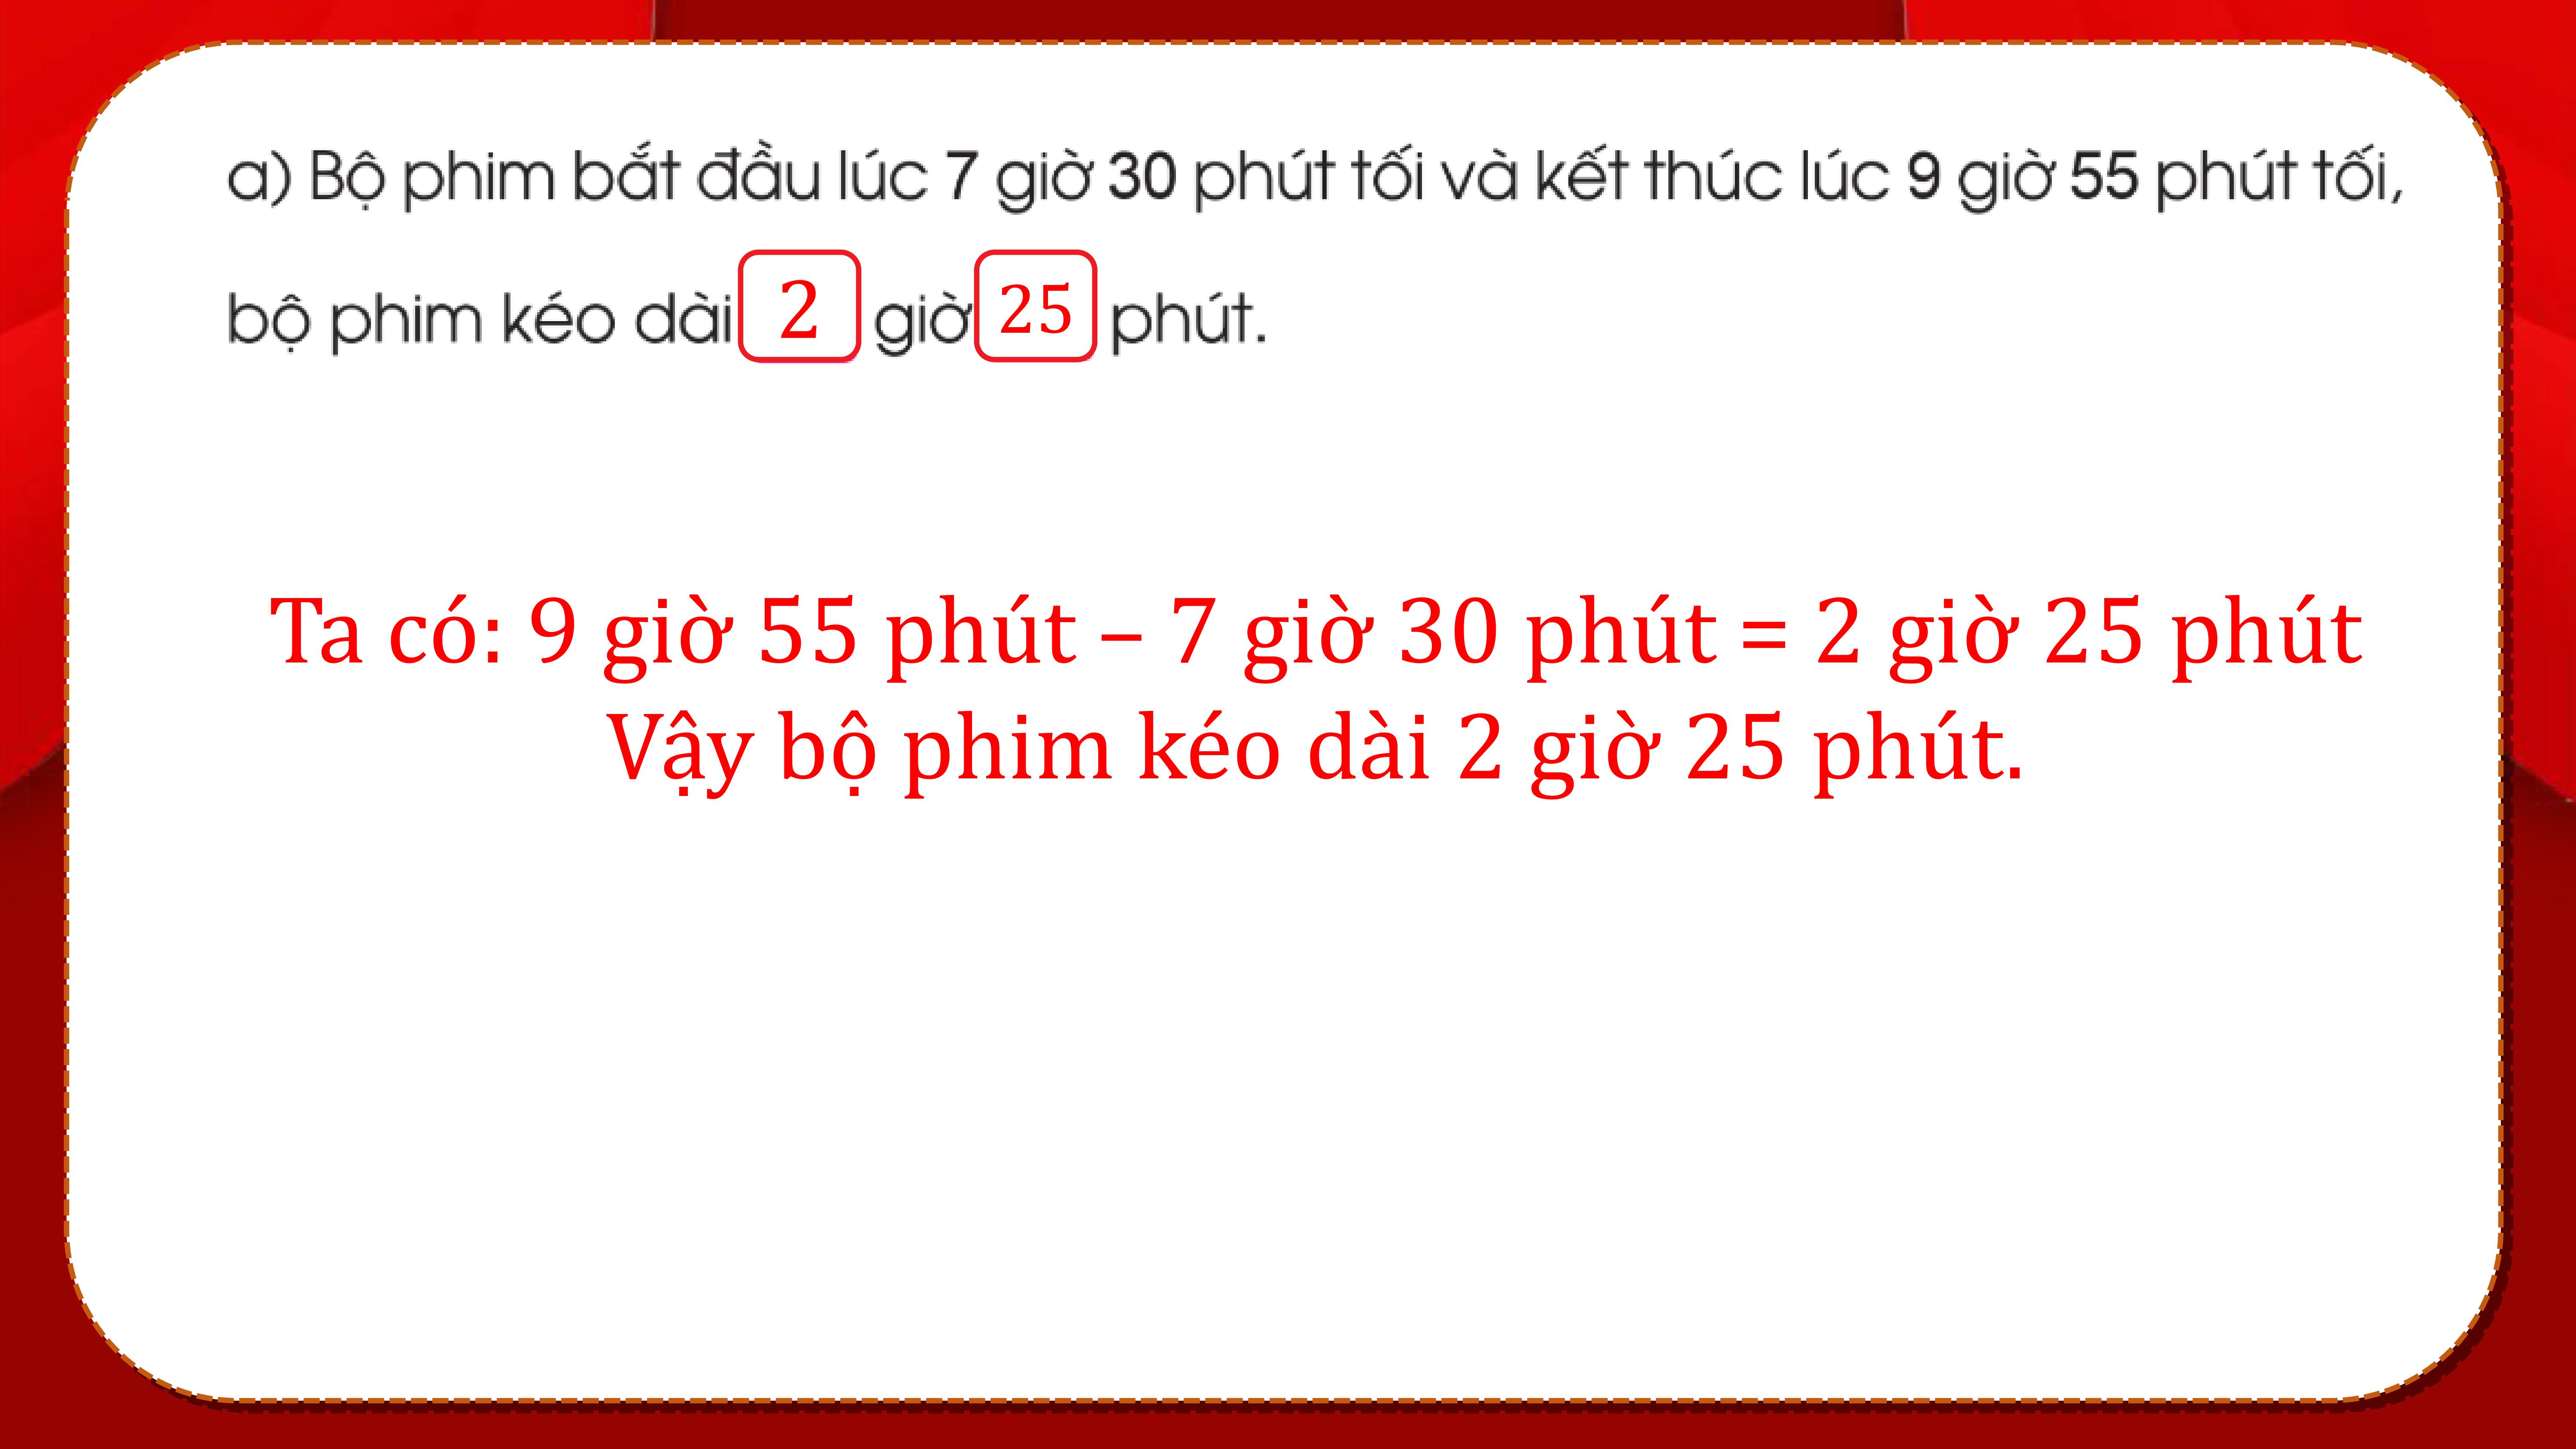 a) Bộ phim bắt đầu lúc 7 giờ 30 phút tối và kết thúc lúc 9 giờ 55 phút tối,
bộ phim kéo dài 2 giờ 25 phút.
Ta có: 9 giờ 55 phút – 7 giờ 30 phút = 2 giờ 25 phút
Vậy bộ phim kéo dài 2 giờ 25 phút.